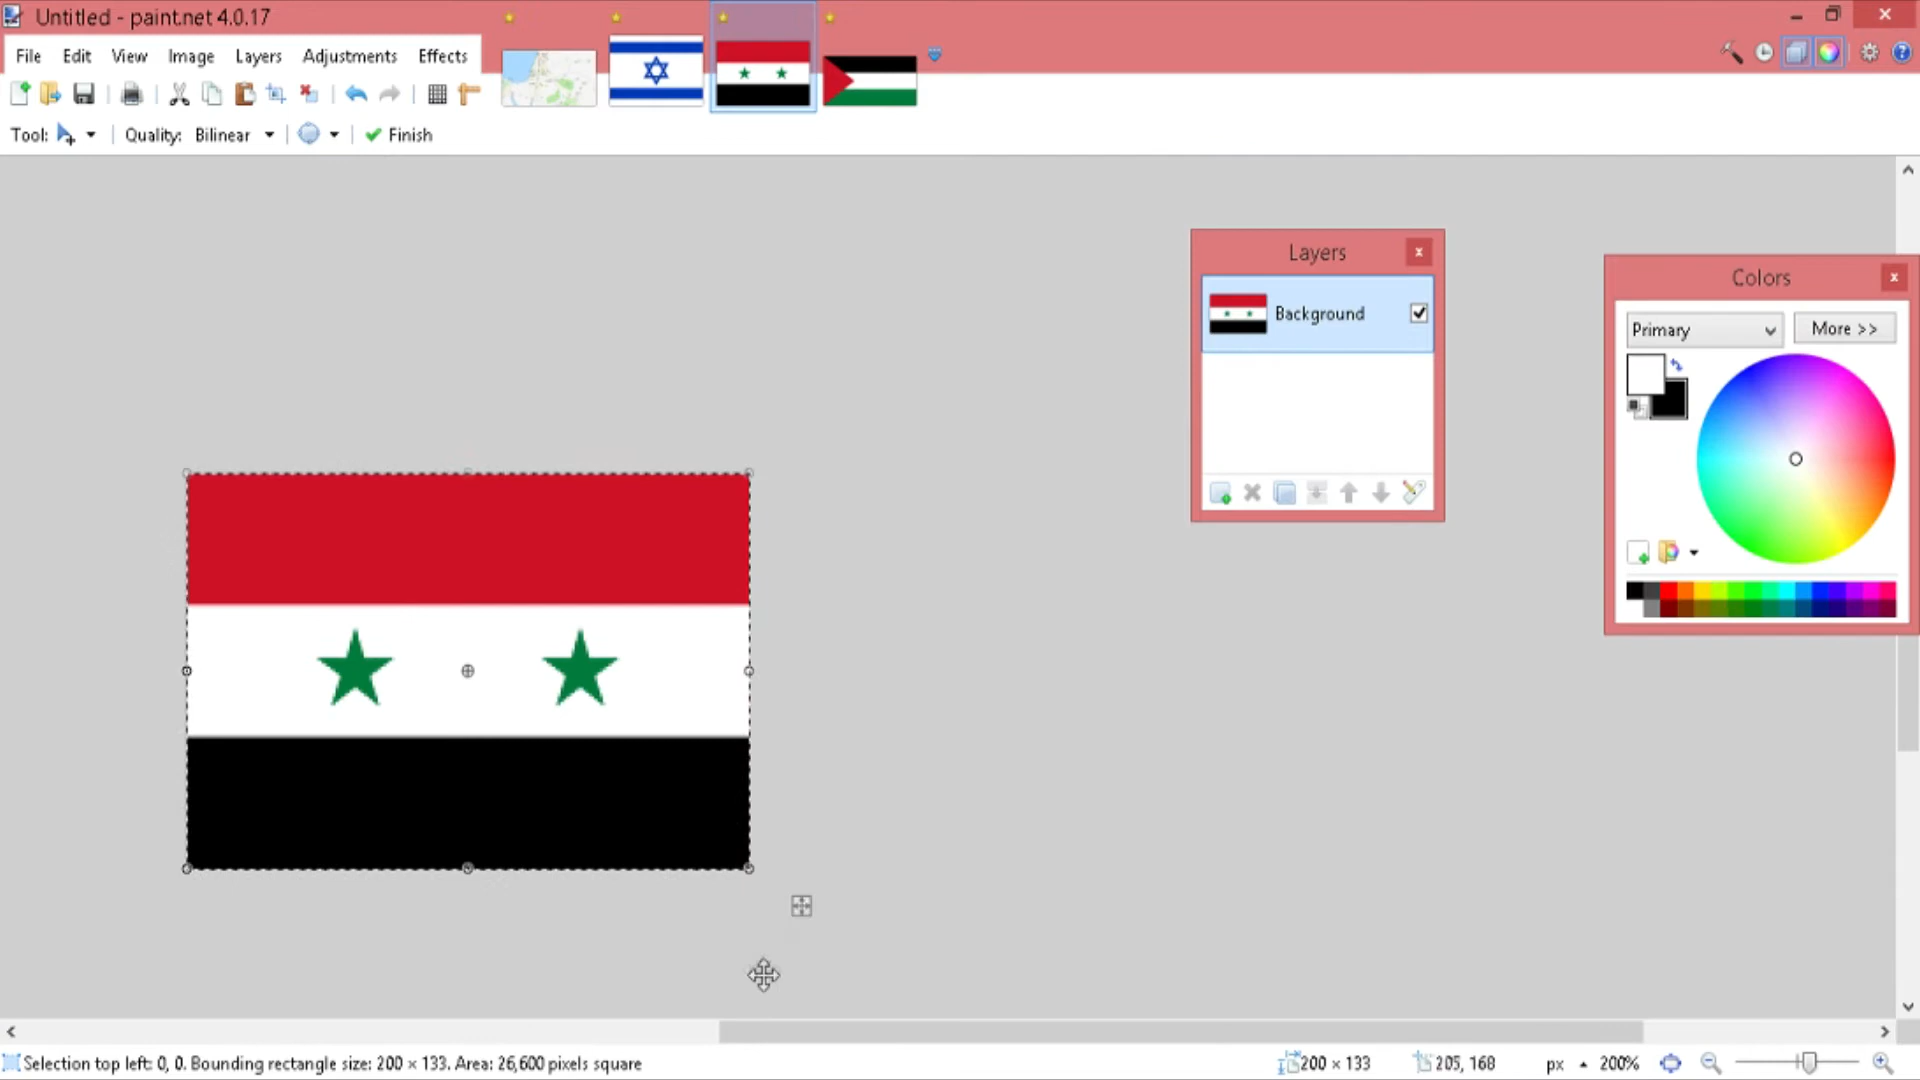 Untitled - paint.net 4.0.17
File Edit View Image Layers Adjustments Effects
Tool: Quality: Bilinear Finish
Layers
Background
Colors
Primary More >>
Selection top left: 0, 0. Bounding rectangle size: 200 × 133. Area: 26,600 pixels square 200 × 133 205, 168 px 200%